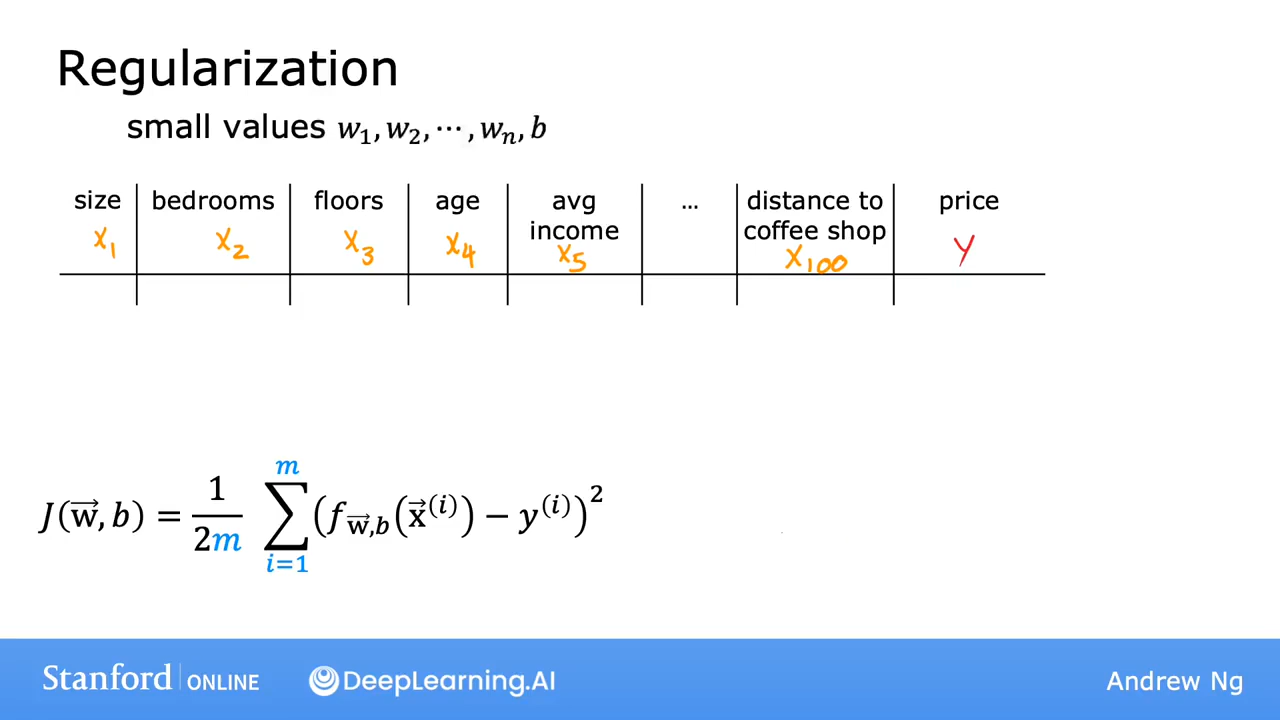 Regularization
small values w₁, w₂, ⋯, wₙ, b
size bedrooms floors age avg income ... distance to coffee shop price
x₁ x₂ x₃ x₄ x₅ x₁₀₀ y
J(w⃗, b) = 1/2m ∑ᵢ₌₁ᵐ (f_w⃗,b(x⃗⁽ⁱ⁾) − y⁽ⁱ⁾)²
Stanford ONLINE DeepLearning.AI Andrew Ng